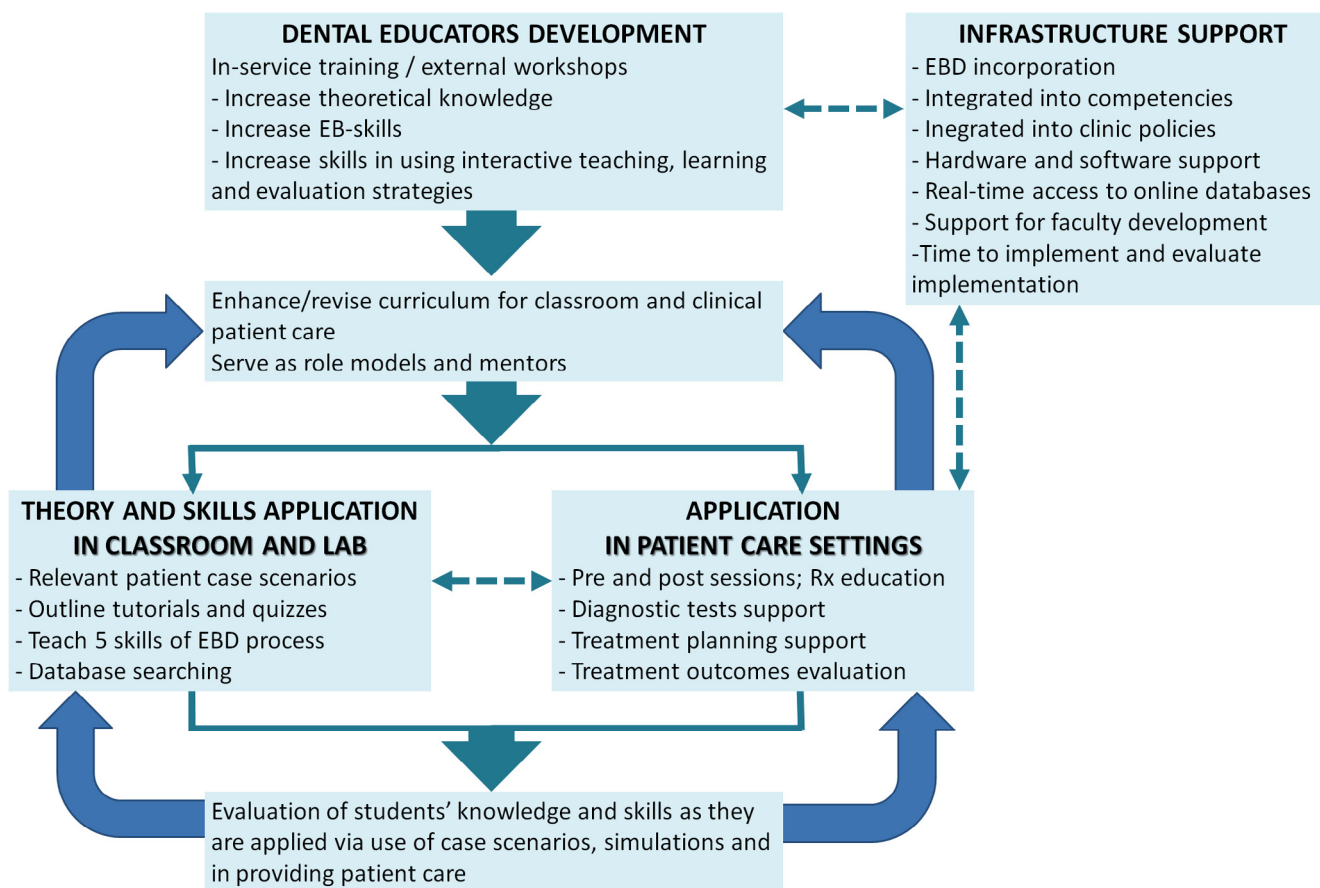 DENTAL EDUCATORS DEVELOPMENT
In-service training / external workshops
- Increase theoretical knowledge
- Increase EB-skills
- Increase skills in using interactive teaching, learning
and evaluation strategies
INFRASTRUCTURE SUPPORT
- EBD incorporation
- Integrated into competencies
- Inegrated into clinic policies
- Hardware and software support
- Real-time access to online databases
- Support for faculty development
-Time to implement and evaluate
implementation
Enhance/revise curriculum for classroom and clinical
patient care
Serve as role models and mentors
THEORY AND SKILLS APPLICATION
IN CLASSROOM AND LAB
- Relevant patient case scenarios
- Outline tutorials and quizzes
- Teach 5 skills of EBD process
- Database searching
APPLICATION
IN PATIENT CARE SETTINGS
- Pre and post sessions; Rx education
- Diagnostic tests support
- Treatment planning support
- Treatment outcomes evaluation
Evaluation of students’ knowledge and skills as they
are applied via use of case scenarios, simulations and
in providing patient care